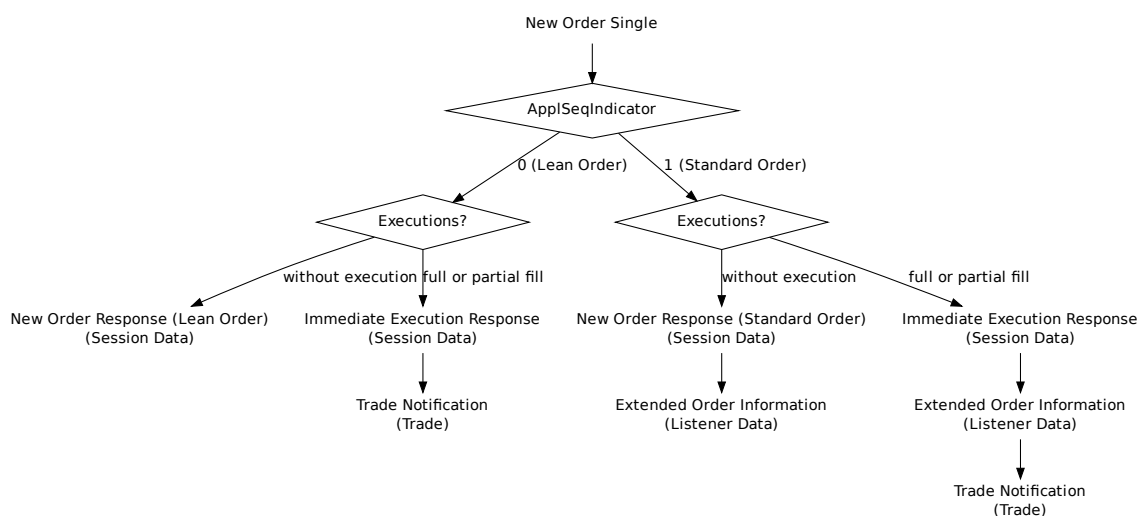 New Order Single
ApplSeqIndicator
0 (Lean Order)
1 (Standard Order)
Executions?
Executions?
without execution
full or partial fill
without execution
full or partial fill
New Order Response (Lean Order)
(Session Data)
Immediate Execution Response
(Session Data)
New Order Response (Standard Order)
(Session Data)
Immediate Execution Response
(Session Data)
Trade Notification
(Trade)
Extended Order Information
(Listener Data)
Extended Order Information
(Listener Data)
Trade Notification
(Trade)